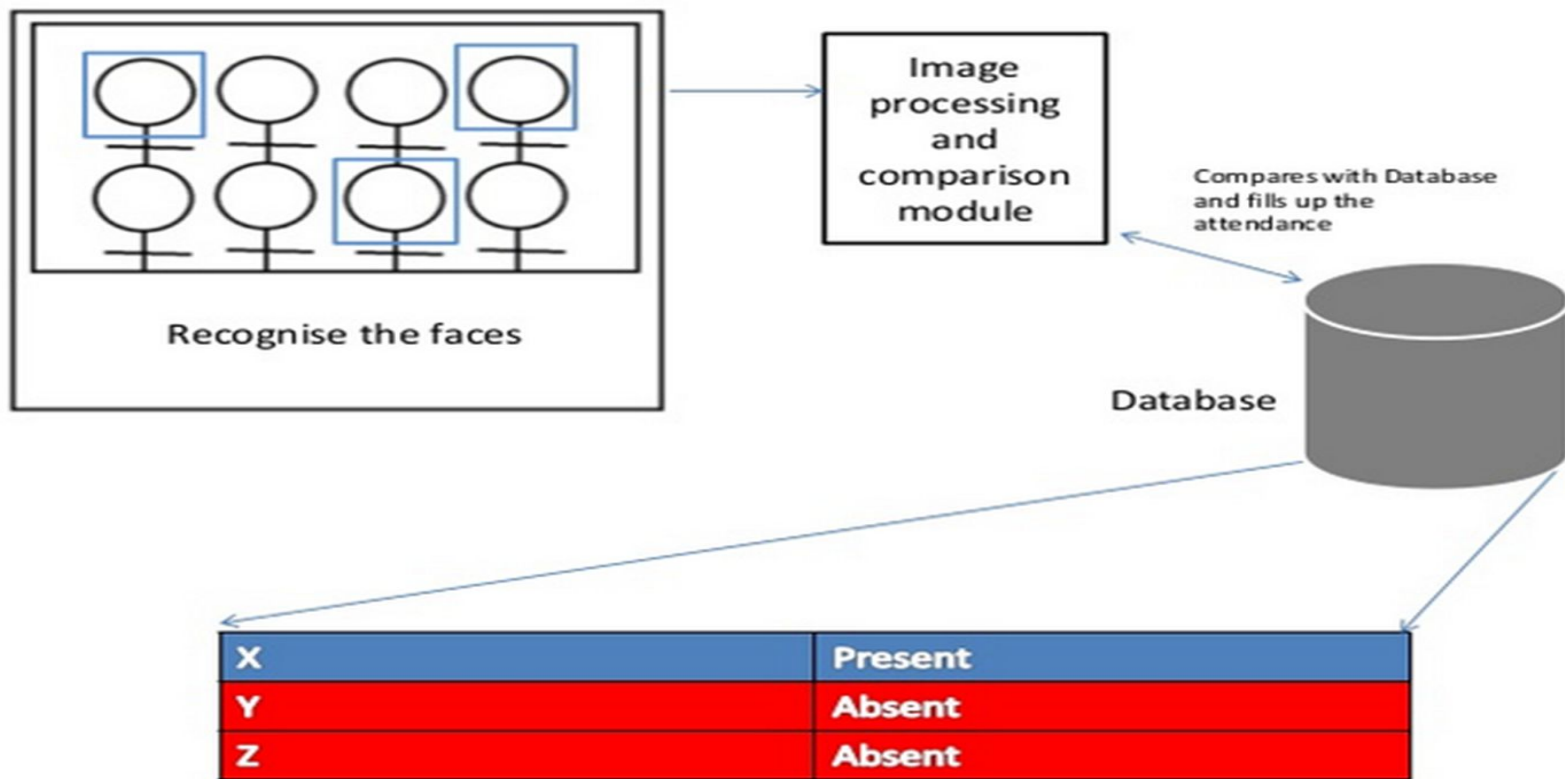 Recognise the faces
Image
processing
and
comparison
module
Compares with Database
and fills up the
attendance
Database
X Present
Y Absent
Z Absent